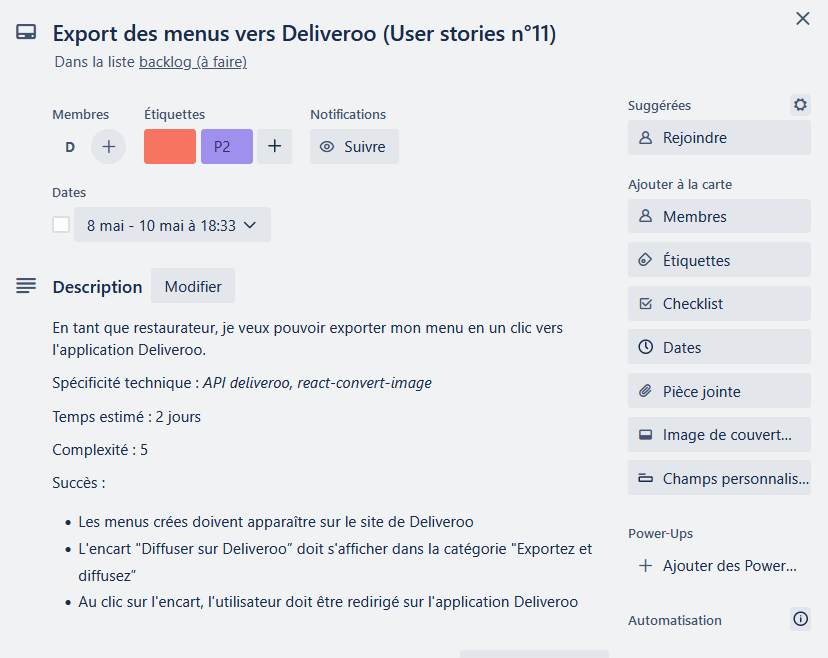 Export des menus vers Deliveroo (User stories n°11)
Dans la liste backlog (à faire)
Membres
Étiquettes
Notifications
D
P2
Suivre
Dates
8 mai - 10 mai à 18:33
Description
Modifier
En tant que restaurateur, je veux pouvoir exporter mon menu en un clic vers
l'application Deliveroo.
Spécificité technique : API deliveroo, react-convert-image
Temps estimé : 2 jours
Complexité : 5
Succès :
• Les menus crées doivent apparaître sur le site de Deliveroo
• L'encart "Diffuser sur Deliveroo” doit s'afficher dans la catégorie "Exportez et
diffusez”
• Au clic sur l'encart, l'utilisateur doit être redirigé sur l'application Deliveroo
Suggérées
Rejoindre
Ajouter à la carte
Membres
Étiquettes
Checklist
Dates
Pièce jointe
Image de couvert...
Champs personnalis...
Power-Ups
Ajouter des Power...
Automatisation